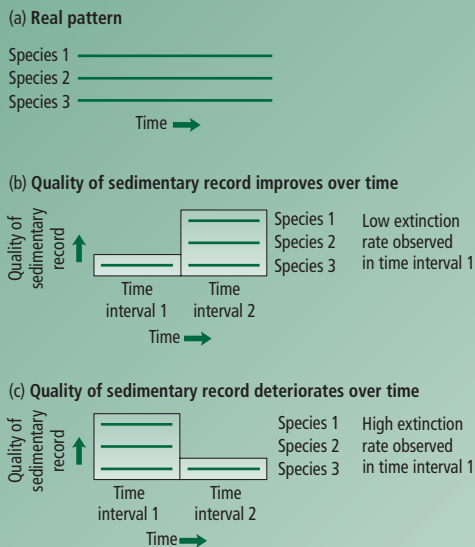 (a) Real pattern
Species 1
Species 2
Species 3
Time
(b) Quality of sedimentary record improves over time
Quality of
sedimentary
record
Species 1
Species 2
Species 3
Low extinction
rate observed
in time interval 1
Time
interval 1
Time
interval 2
Time
(c) Quality of sedimentary record deteriorates over time
Quality of
sedimentary
record
Species 1
Species 2
Species 3
High extinction
rate observed
in time interval 1
Time
interval 1
Time
interval 2
Time